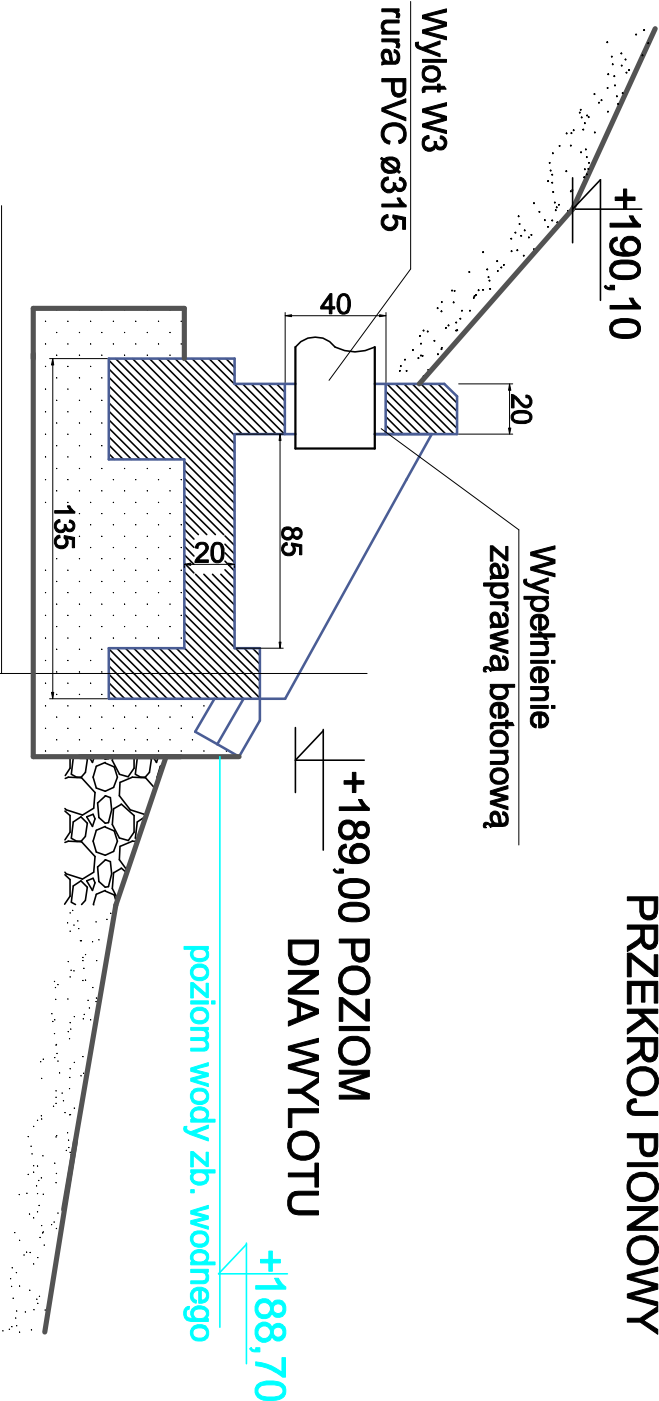 PRZEKROJ PIONOWY
+190,10
Wylot W3
rura PVC ø315
20
40
Wypełnienie
zaprawą betonową
85
20
135
+189,00 POZIOM
DNA WYLOTU
+188,70
poziom wody zb. wodnego